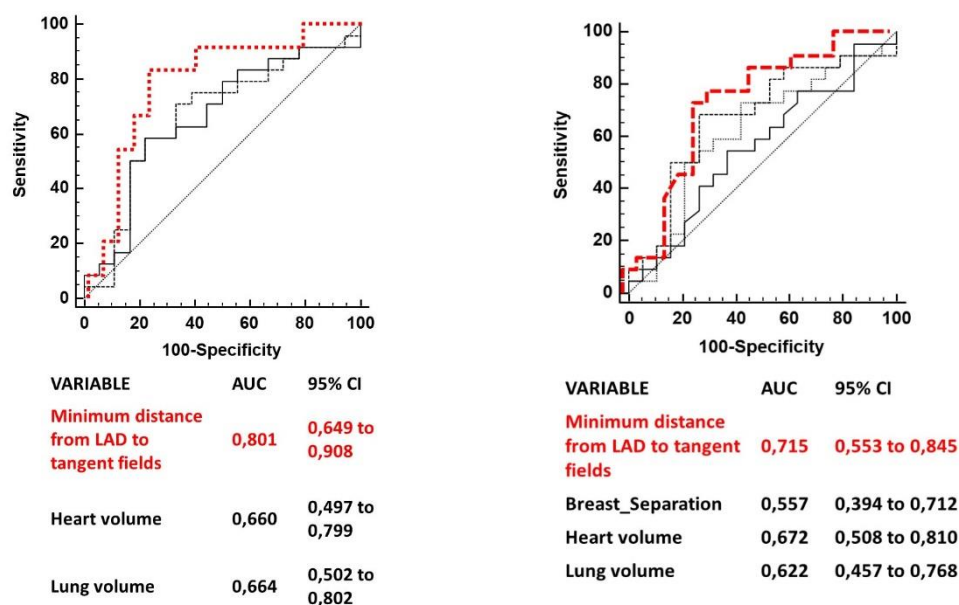 100
80
60
40
20
0
Sensitivity
0 20 40 60 80 100
100-Specificity
VARIABLE AUC 95% CI
Minimum distance
from LAD to
tangent fields
0,801
0,649 to
0,908
Heart volume
0,660
0,497 to
0,799
Lung volume
0,664
0,502 to
0,802
100
80
60
40
20
0
Sensitivity
0 20 40 60 80 100
100-Specificity
VARIABLE AUC 95% CI
Minimum distance
from LAD to tangent 0,715 0,553 to 0,845
fields
Breast_Separation 0,557 0,394 to 0,712
Heart volume 0,672 0,508 to 0,810
Lung volume 0,622 0,457 to 0,768